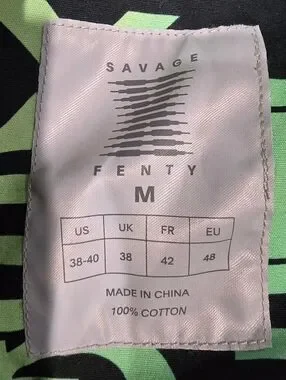 SAVAGE
FENTY
M
US UK FR EU
38-40 38 42 48
MADE IN CHINA
100% COTTON